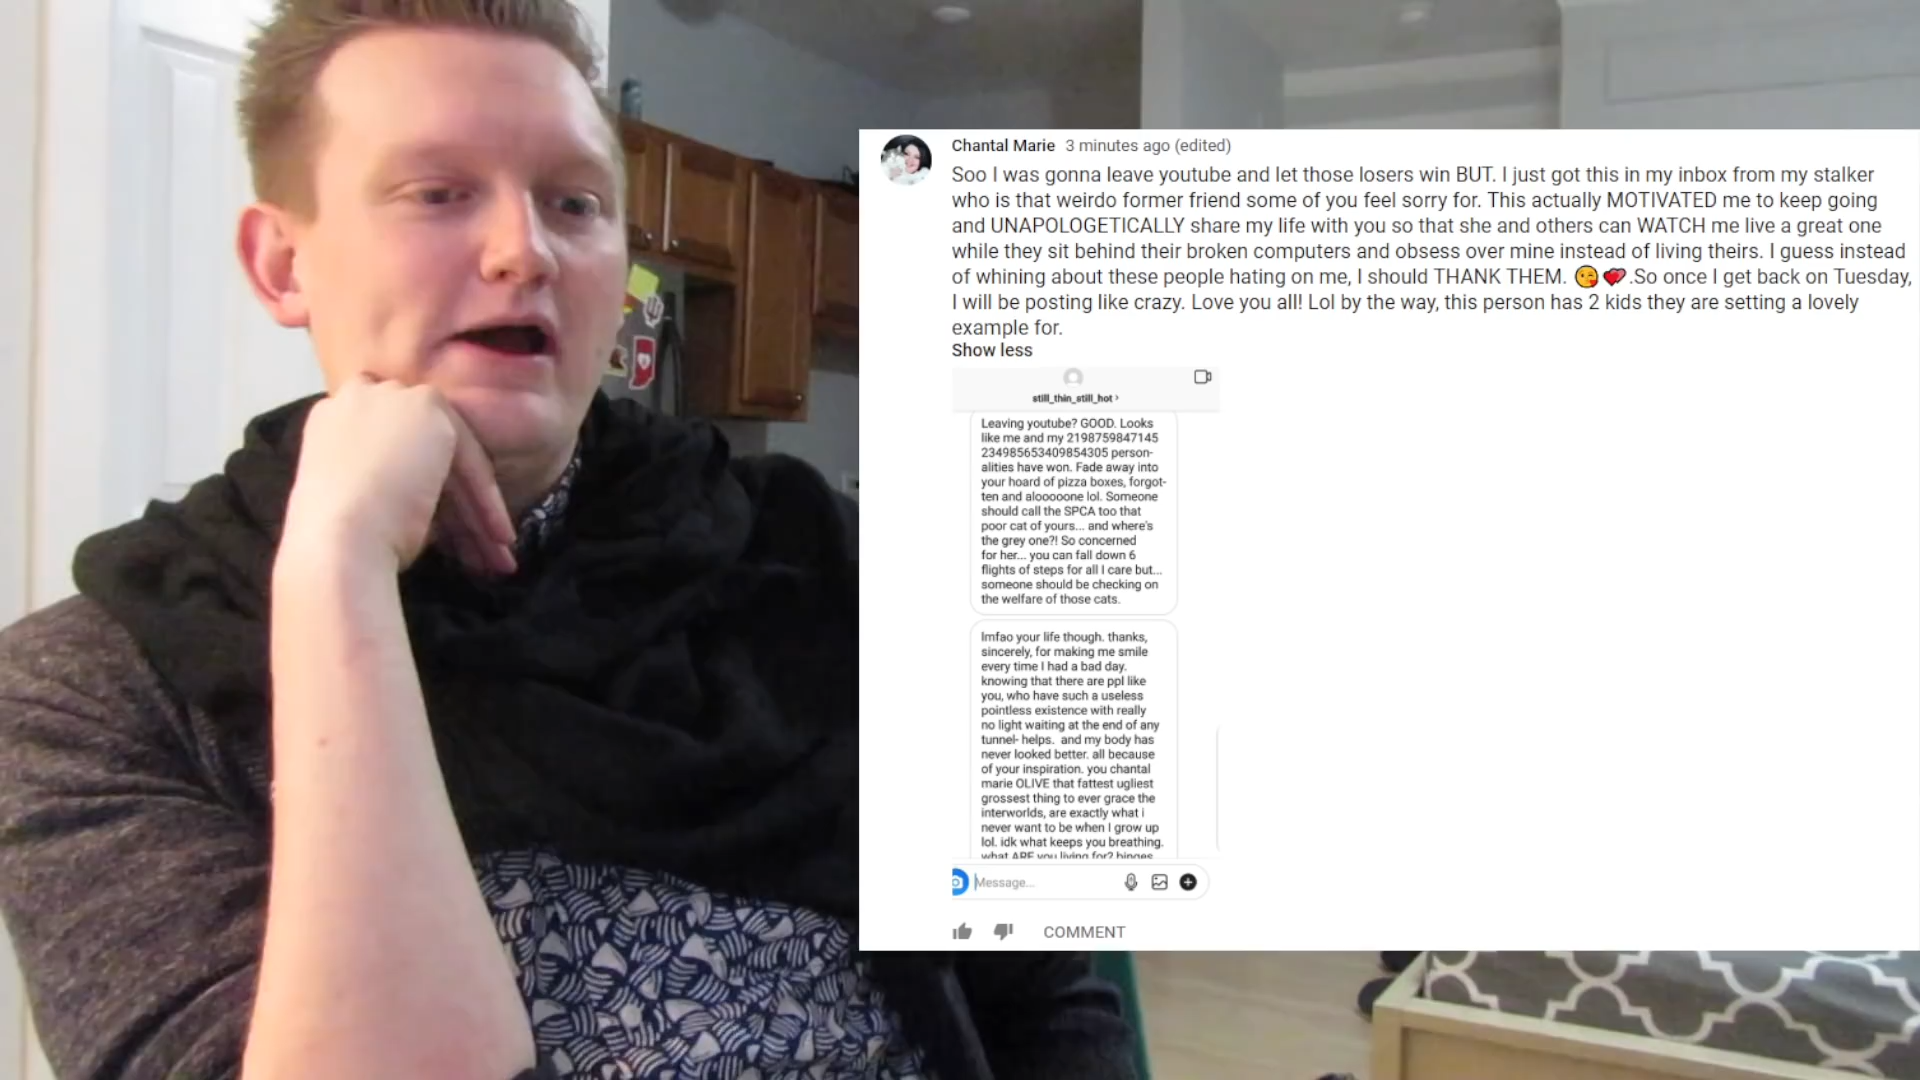 Chantal Marie 3 minutes ago (edited)
Soo I was gonna leave youtube and let those losers win BUT. I just got this in my inbox from my stalker
who is that weirdo former friend some of you feel sorry for. This actually MOTIVATED me to keep going
and UNAPOLOGETICALLY share my life with you so that she and others can WATCH me live a great one
while they sit behind their broken computers and obsess over mine instead of living theirs. I guess instead
of whining about these people hating on me, I should THANK THEM. 😘💕.So once I get back on Tuesday,
I will be posting like crazy. Love you all! Lol by the way, this person has 2 kids they are setting a lovely
example for.
Show less
still_thin_still_hot ›
Leaving youtube? GOOD. Looks
like me and my 2198759847145
234985653409854305 person-
alities have won. Fade away into
your hoard of pizza boxes, forgot-
ten and alooooone lol. Someone
should call the SPCA too that
poor cat of yours... and where's
the grey one?! So concerned
for her... you can fall down 6
flights of steps for all I care but...
someone should be checking on
the welfare of those cats.
lmfao your life though. thanks,
sincerely, for making me smile
every time I had a bad day.
knowing that there are ppl like
you, who have such a useless
pointless existence with really
no light waiting at the end of any
tunnel- helps. and my body has
never looked better. all because
of your inspiration. you chantal
marie OLIVE that fattest ugliest
grossest thing to ever grace the
interworlds, are exactly what i
never want to be when I grow up
lol. idk what keeps you breathing.
what ARE you living for? binges
Message...
COMMENT